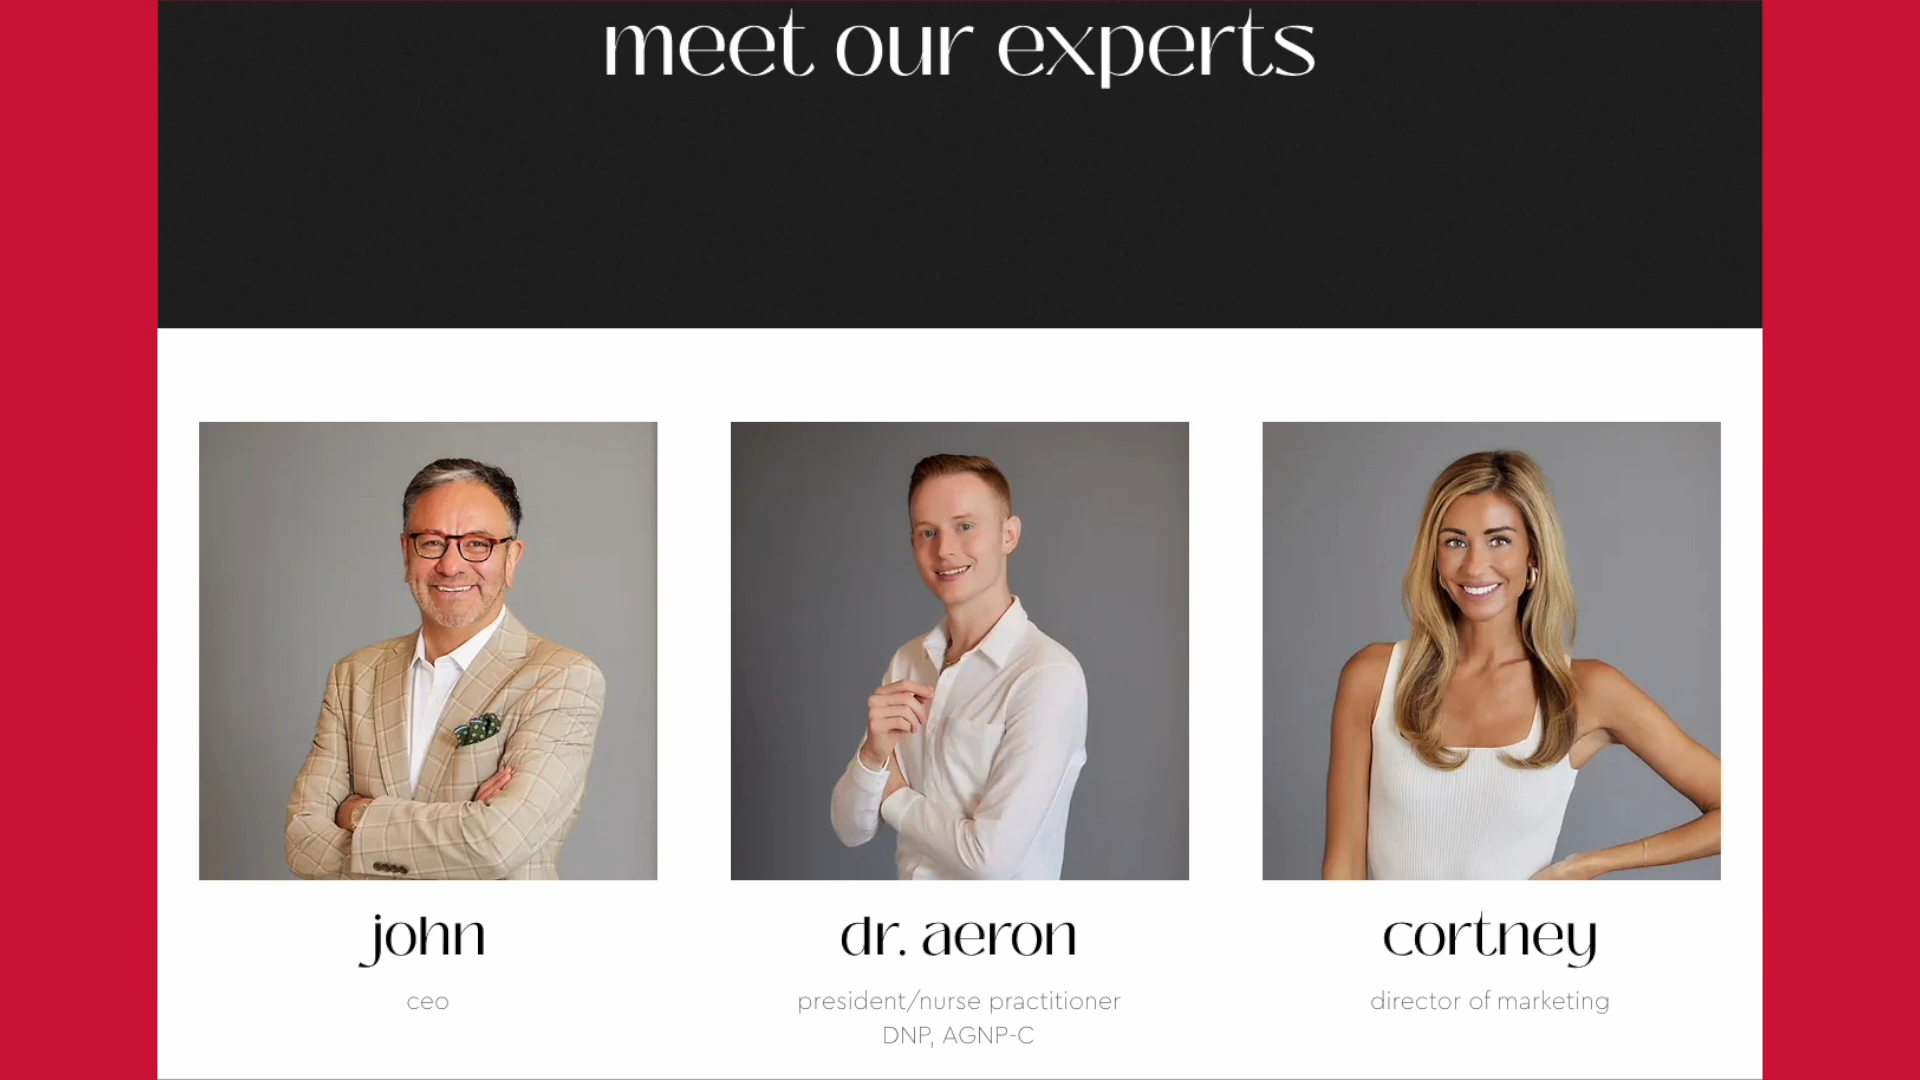 meet our experts
john
dr. aeron
cortney
ceo
president/nurse practitioner
DNP, AGNP-C
director of marketing